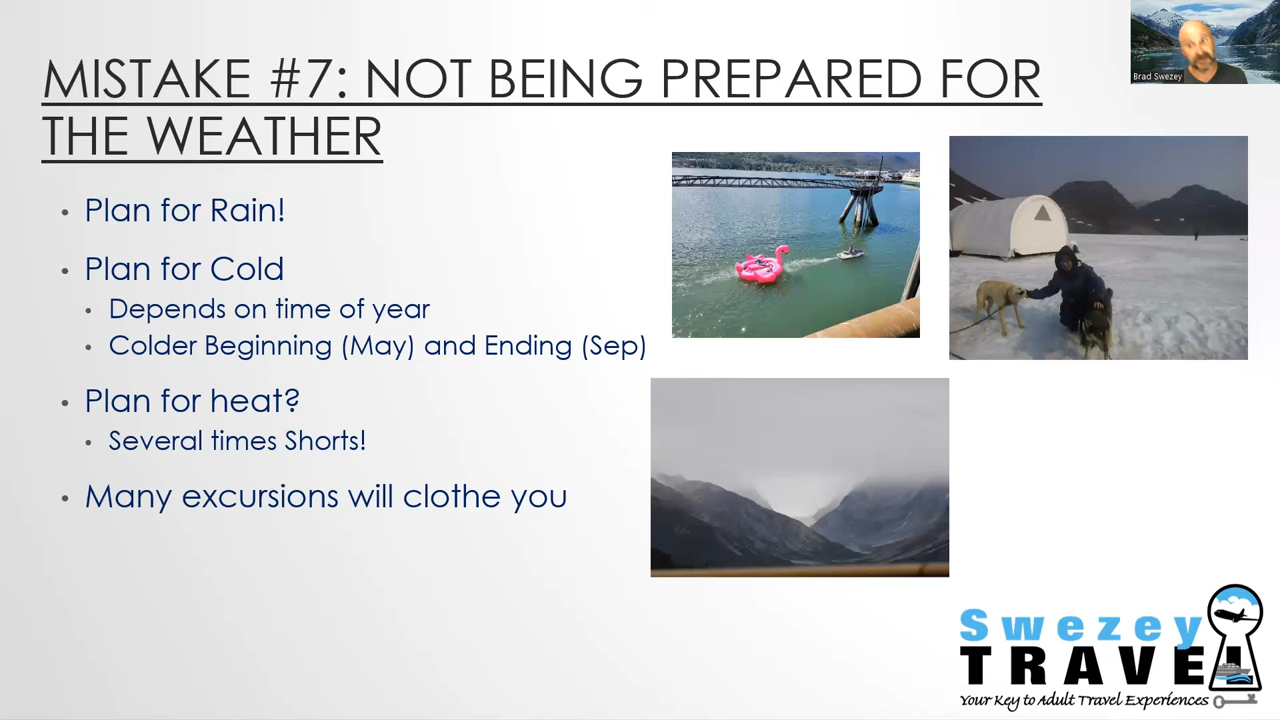 MISTAKE #7: NOT BEING PREPARED FOR
THE WEATHER
Brad Swezey
Plan for Rain!
Plan for Cold
Depends on time of year
Colder Beginning (May) and Ending (Sep)
Plan for heat?
Several times Shorts!
Many excursions will clothe you
Swezey
TRAVEL
Your Key to Adult Travel Experiences